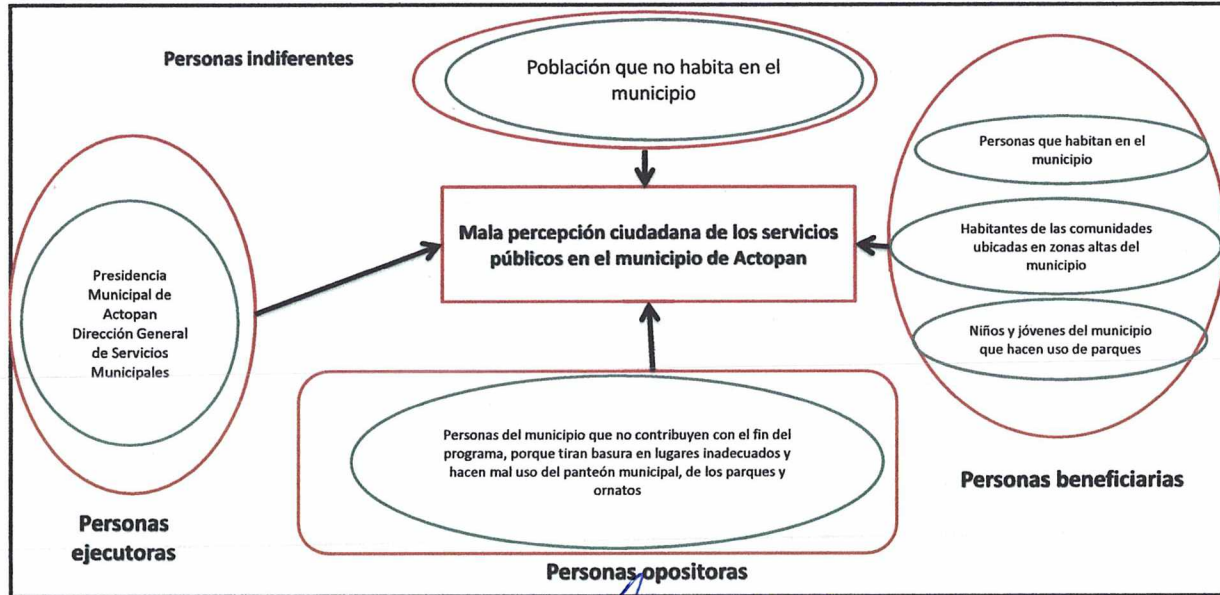 Personas indiferentes
Población que no habita en el
municipio
Personas que habitan en el
municipio
Mala percepción ciudadana de los servicios
públicos en el municipio de Actopan
Habitantes de las comunidades
ubicadas en zonas altas del
municipio
Presidencia
Municipal de
Actopan
Dirección General
de Servicios
Municipales
Niños y jóvenes del municipio
que hacen uso de parques
Personas del municipio que no contribuyen con el fin del
programa, porque tiran basura en lugares inadecuados y
hacen mal uso del panteón municipal, de los parques y
ornatos
Personas beneficiarias
Personas
ejecutoras
Personas opositoras